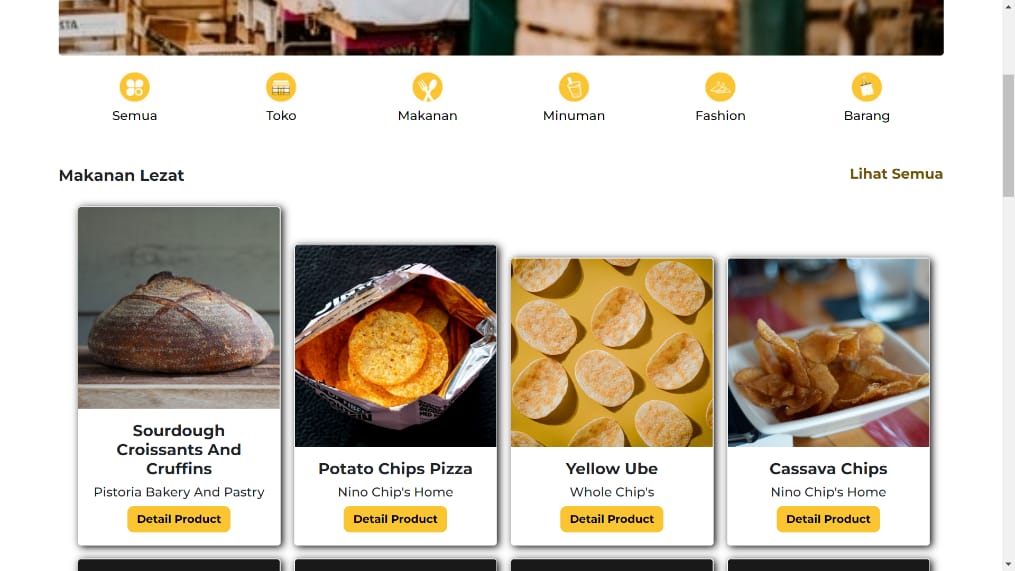 Semua
Toko
Makanan
Minuman
Fashion
Barang
Makanan Lezat
Lihat Semua
Sourdough
Croissants And
Cruffins
Pistoria Bakery And Pastry
Detail Product
Potato Chips Pizza
Nino Chip's Home
Detail Product
Yellow Ube
Whole Chip's
Detail Product
Cassava Chips
Nino Chip's Home
Detail Product